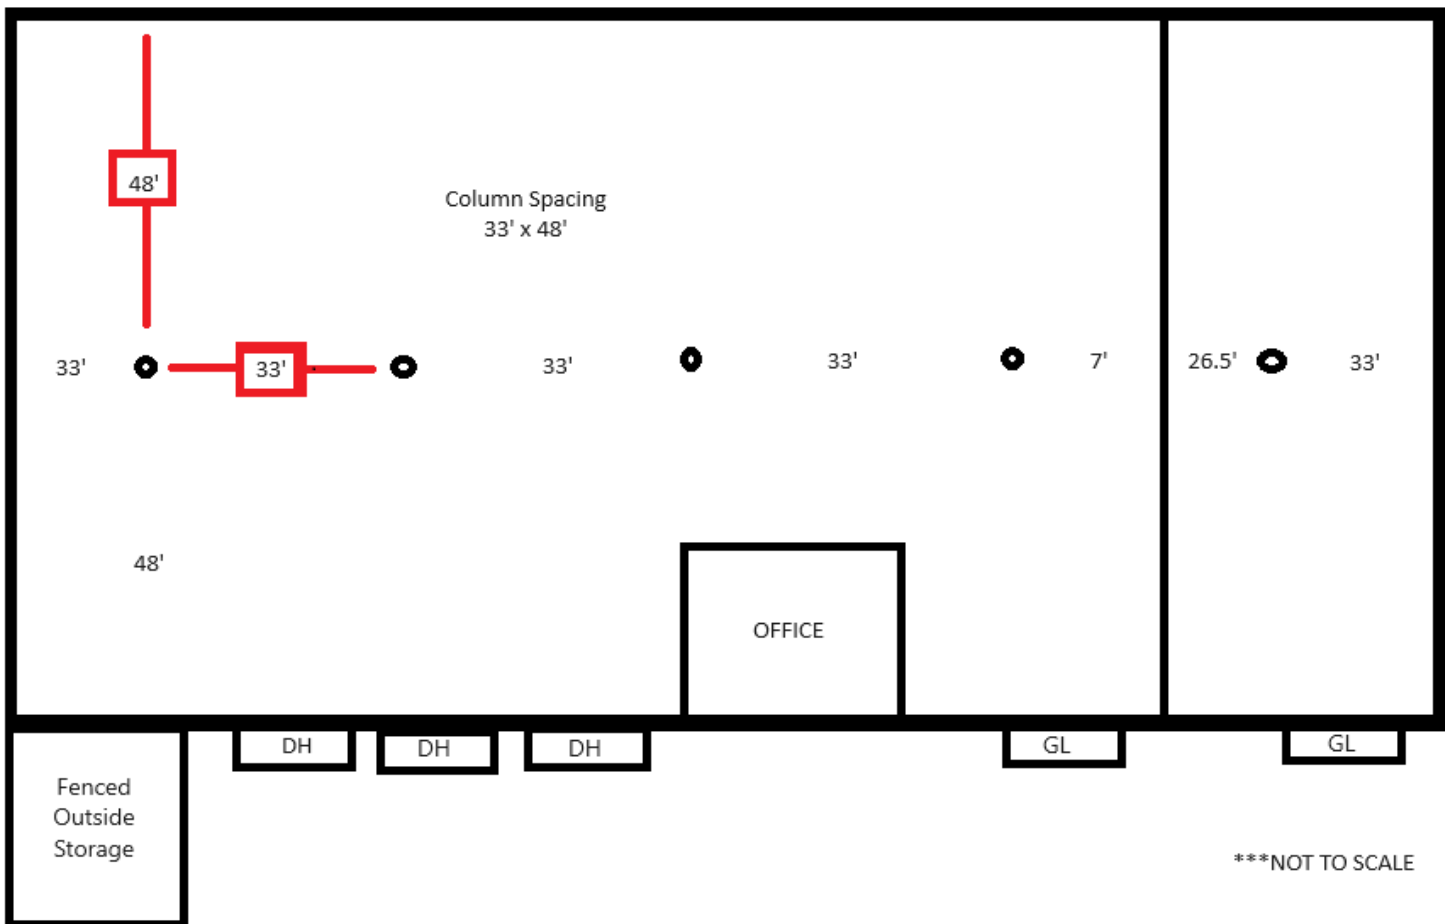 48'
Column Spacing
33' x 48'
33'
33'
33'
33'
7'
26.5'
33'
48'
OFFICE
DH
DH
DH
GL
GL
Fenced
Outside
Storage
***NOT TO SCALE